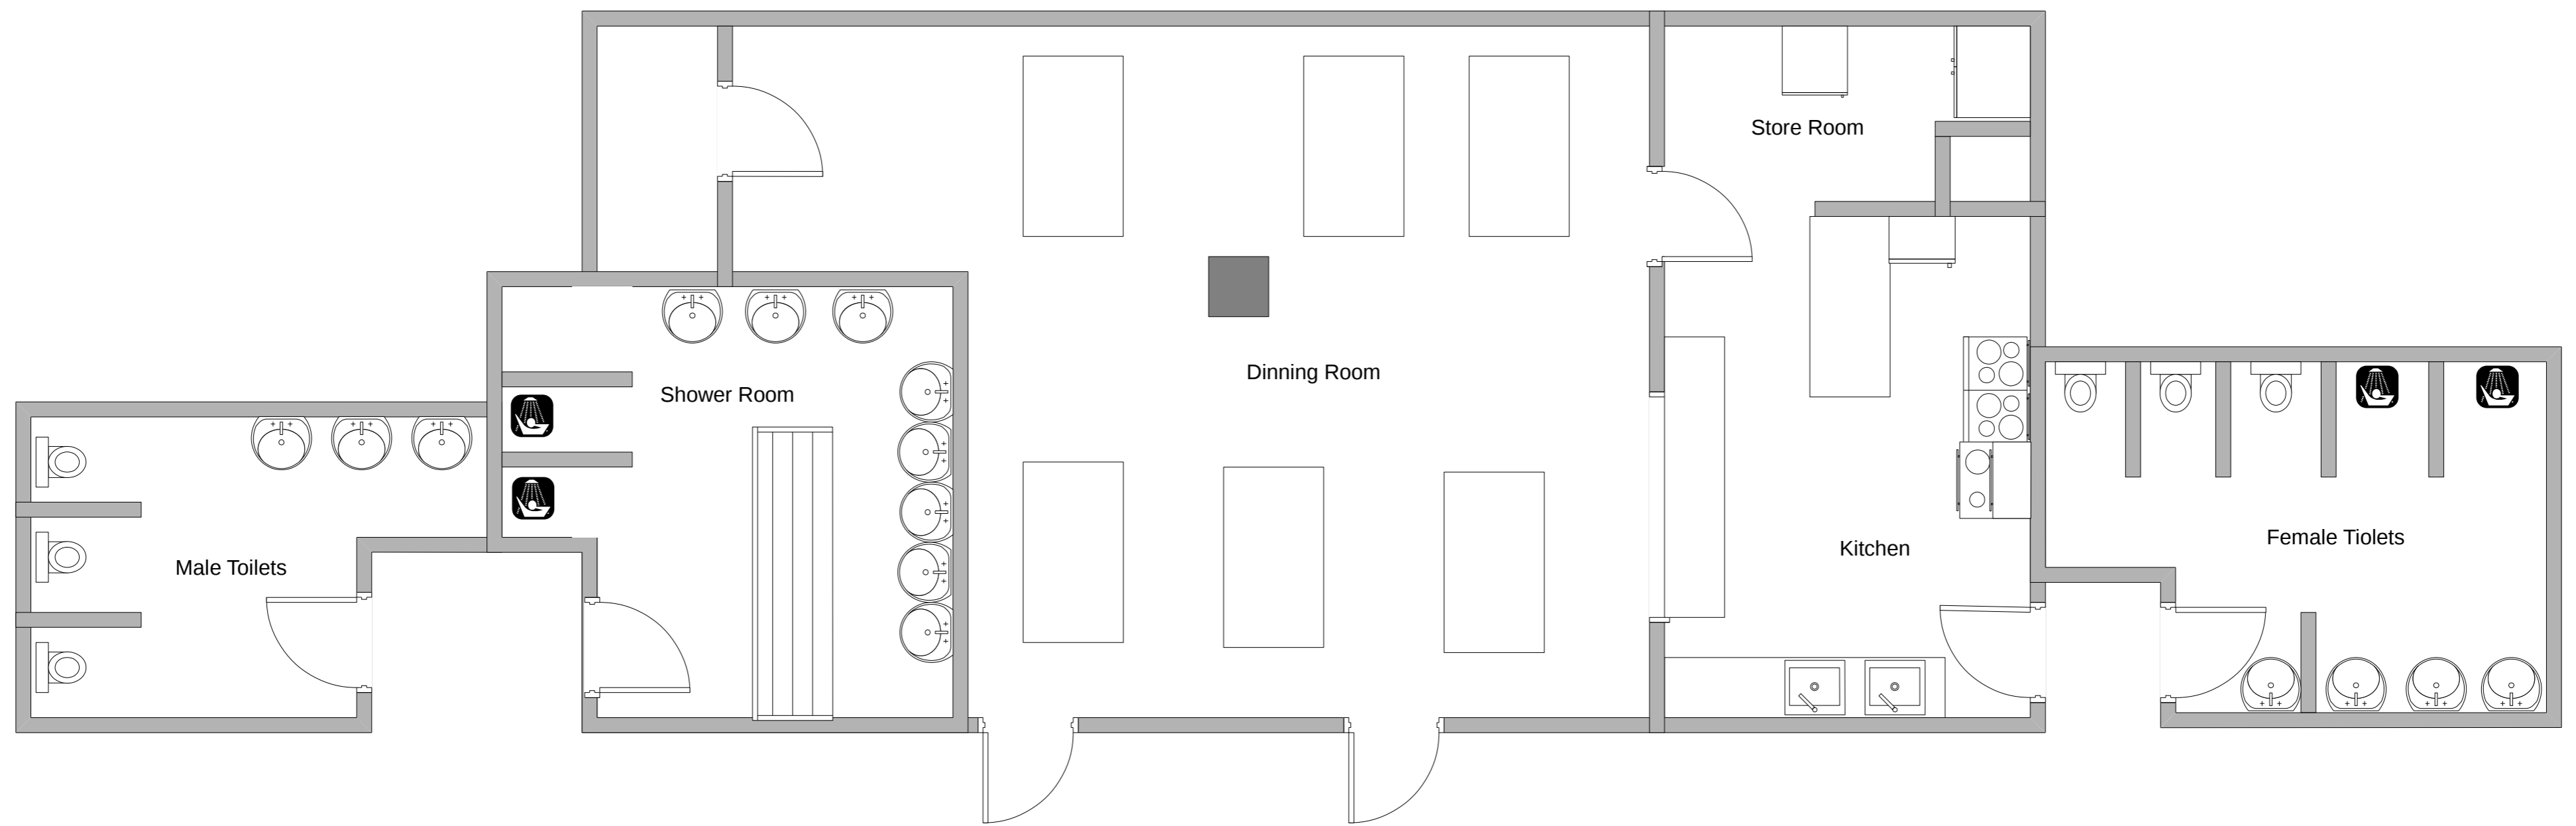 Store Room
Dinning Room
Shower Room
Kitchen
Female Tiolets
Male Toilets